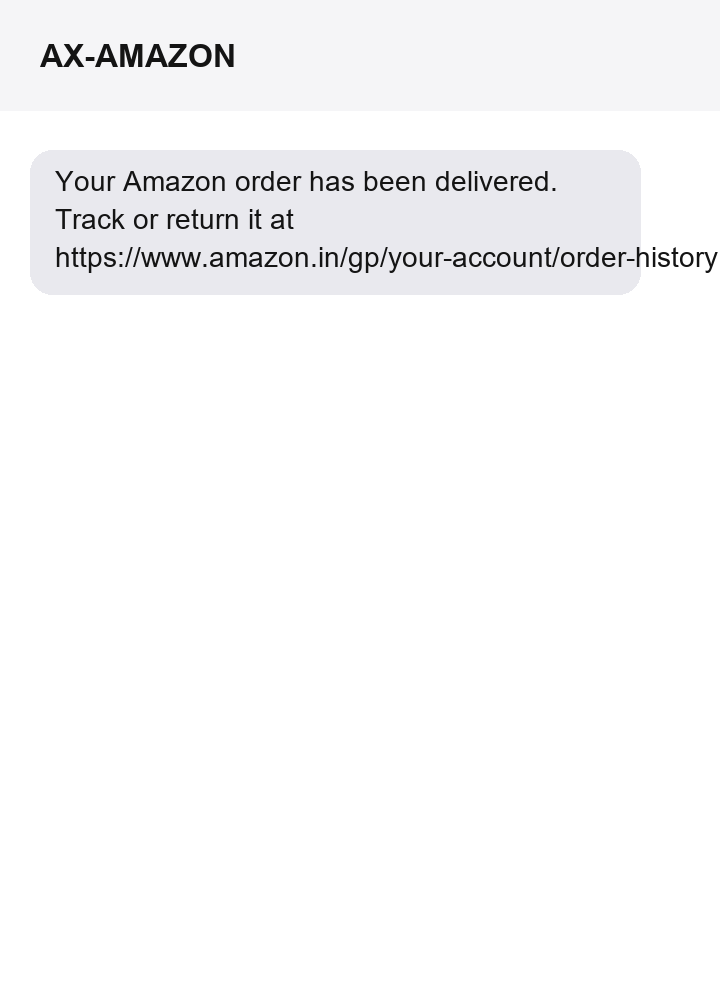 AX-AMAZON
Your Amazon order has been delivered.
Track or return it at
https://www.amazon.in/gp/your-account/order-history